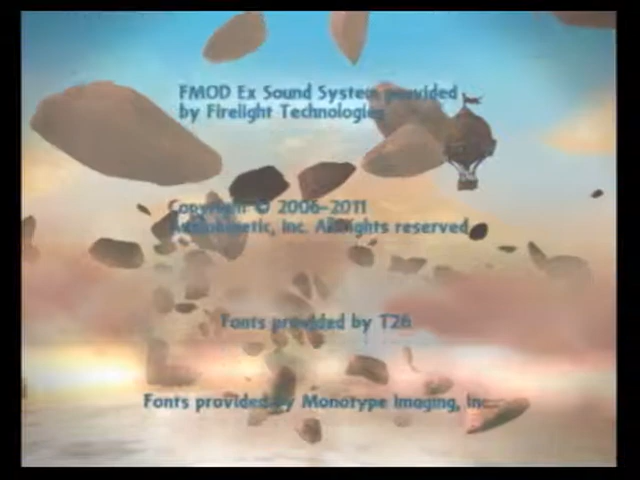 FMOD Ex Sound System provided
by Firelight Technologies
Copyright © 2006-2011
Audiokinetic, Inc. All rights reserved
Fonts provided by T26
Fonts provided by Monotype Imaging, Inc.